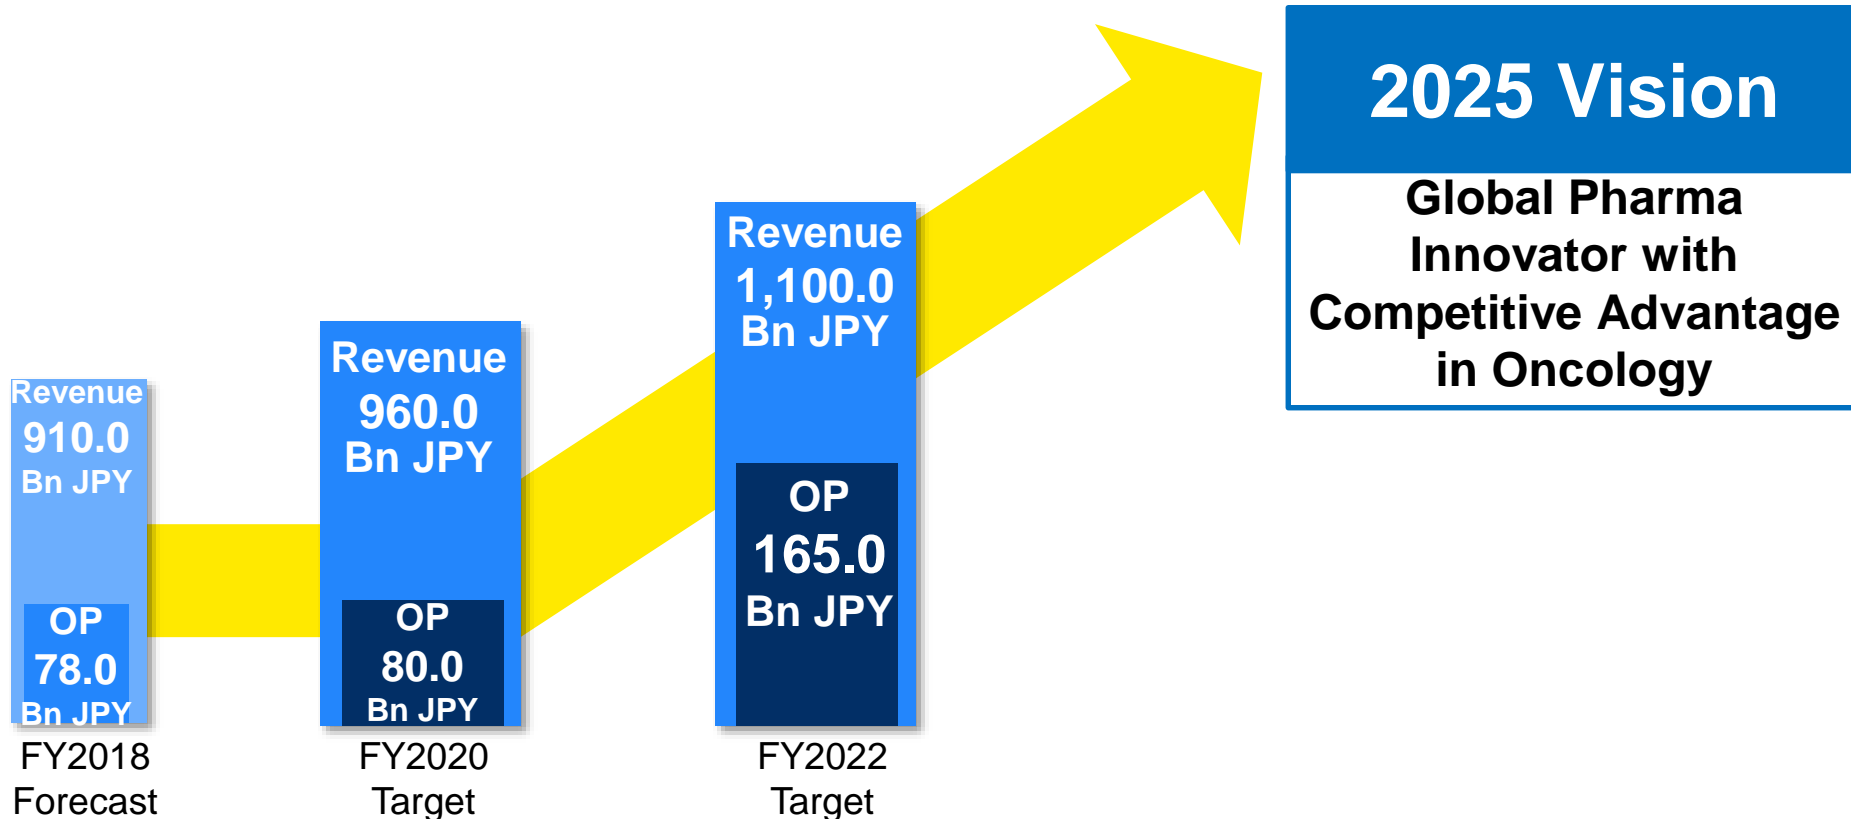 2025 Vision
Global Pharma
Innovator with
Competitive Advantage
in Oncology
Revenue
910.0
Bn JPY
OP
78.0
Bn JPY
FY2018
Forecast
Revenue
960.0
Bn JPY
OP
80.0
Bn JPY
FY2020
Target
Revenue
1,100.0
Bn JPY
OP
165.0
Bn JPY
FY2022
Target